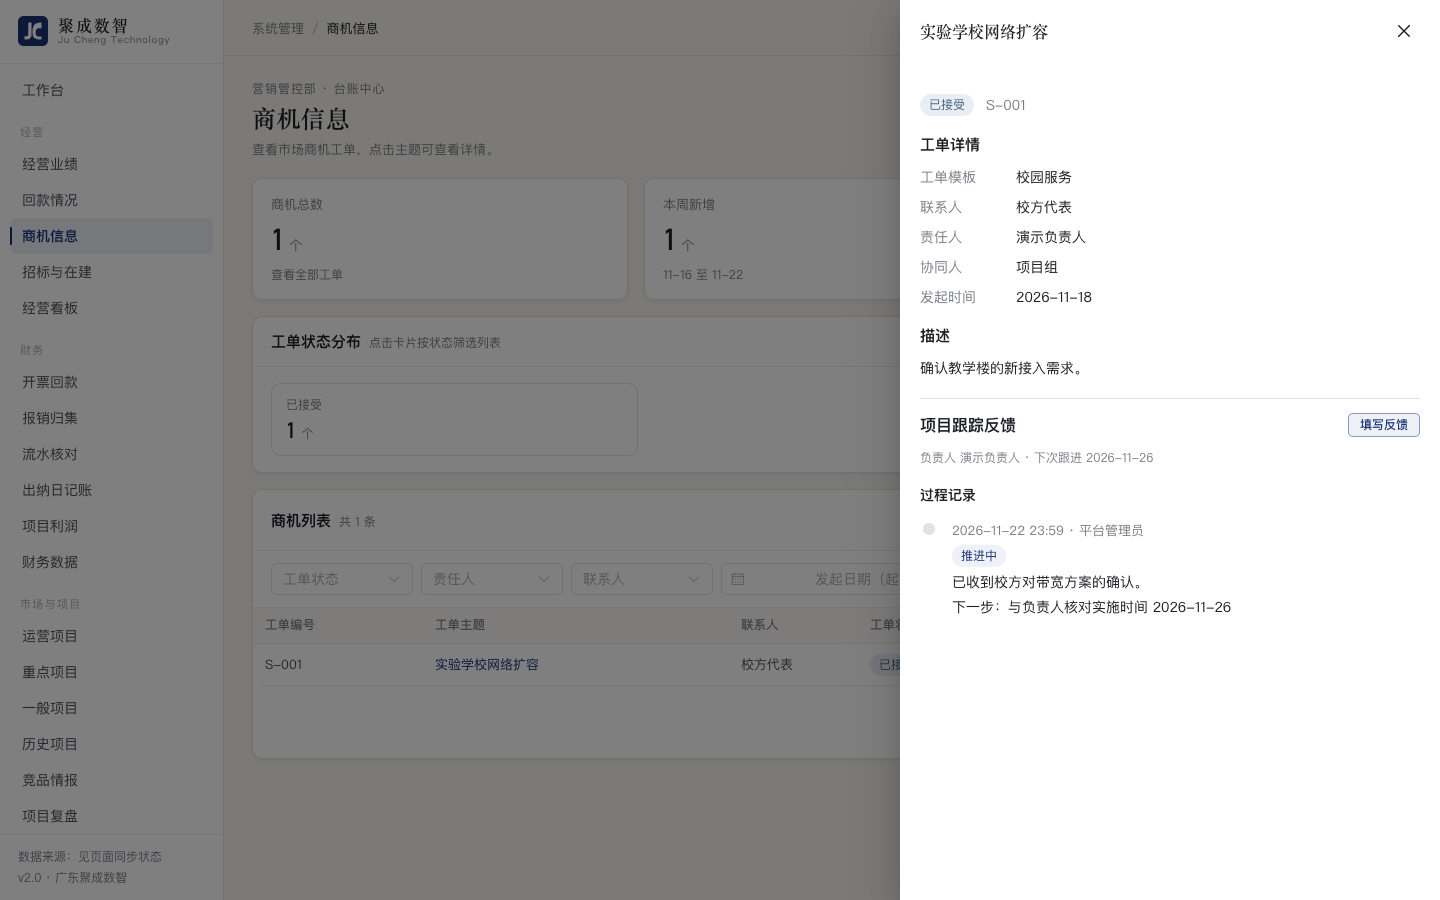 聚成数智
Ju Cheng Technology
工作台
经营
经营业绩
回款情况
商机信息
招标与在建
经营看板
财务
开票回款
报销归集
流水核对
出纳日记账
项目利润
财务数据
市场与项目
运营项目
重点项目
一般项目
历史项目
竞品情报
项目复盘
数据来源：见页面同步状态
v2.0 · 广东聚成数智
系统管理 / 商机信息
营销管控部 · 台账中心
商机信息
查看市场商机工单，点击主题可查看详情。
商机总数
1 个
查看全部工单
本周新增
1 个
11-16 至 11-22
工单状态分布 点击卡片按状态筛选列表
已接受
1 个
商机列表 共 1 条
工单状态 责任人 联系人 发起日期（起
工单编号 工单主题 联系人 工单
S-001 实验学校网络扩容 校方代表 已接
实验学校网络扩容
已接受 S-001
工单详情
工单模板 校园服务
联系人 校方代表
责任人 演示负责人
协同人 项目组
发起时间 2026-11-18
描述
确认教学楼的新接入需求。
项目跟踪反馈 填写反馈
负责人 演示负责人 · 下次跟进 2026-11-26
过程记录
2026-11-22 23:59 · 平台管理员
推进中
已收到校方对带宽方案的确认。
下一步：与负责人核对实施时间 2026-11-26